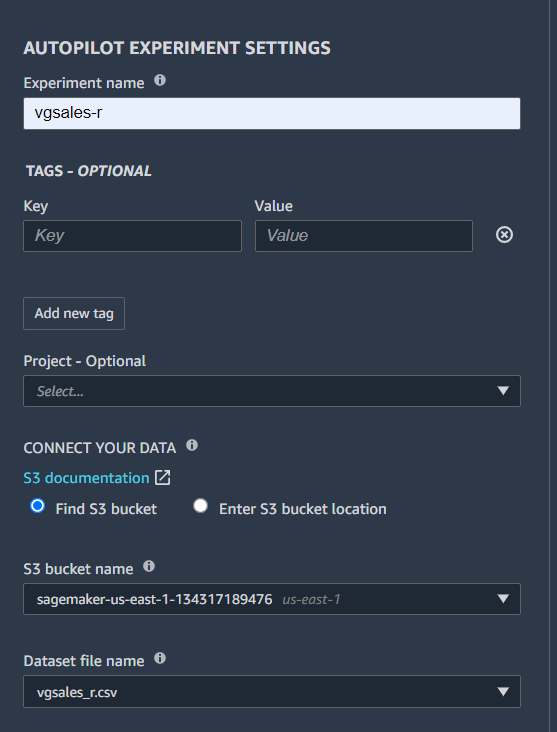 AUTOPILOT EXPERIMENT SETTINGS
Experiment name
vgsales-r
TAGS - OPTIONAL
Key Value
Key Value
Add new tag
Project - Optional
Select...
CONNECT YOUR DATA
S3 documentation
Find S3 bucket Enter S3 bucket location
S3 bucket name
sagemaker-us-east-1-134317189476 us-east-1
Dataset file name
vgsales_r.csv